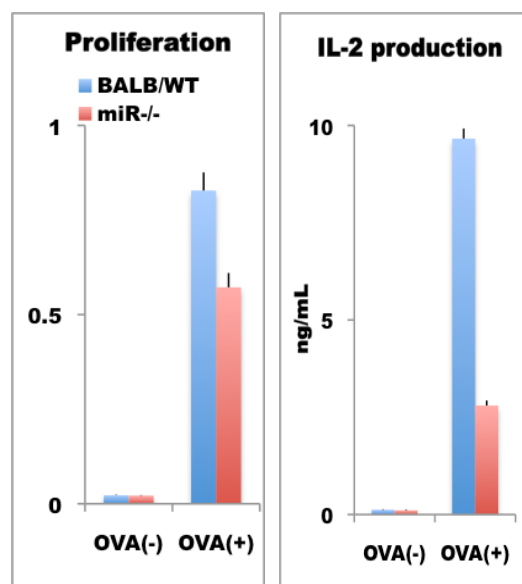 Proliferation
BALB/WT
miR-/-
1
0.5
0
OVA(-) OVA(+)
IL-2 production
10
5
0
ng/mL
OVA(-) OVA(+)